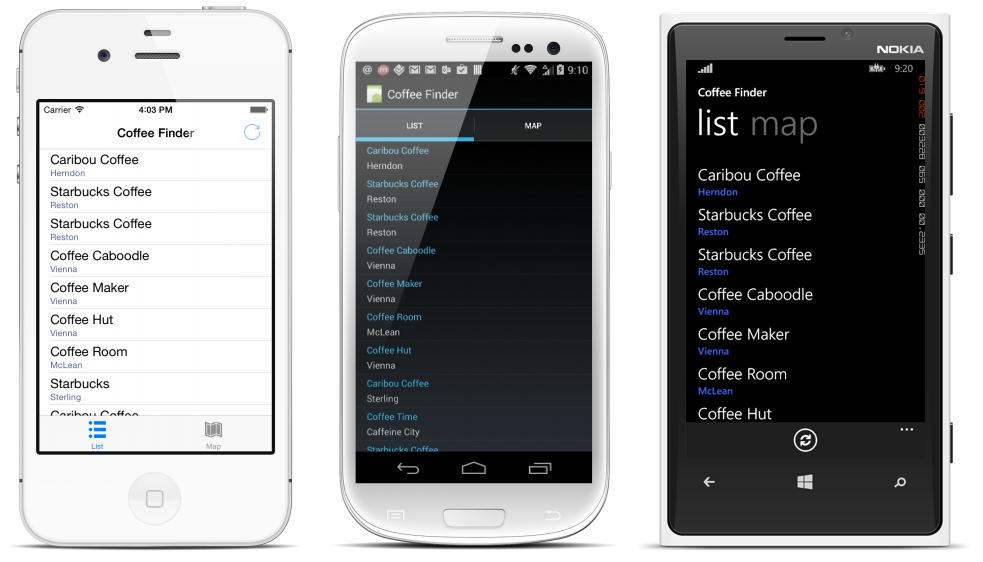 Carrier
4:03 PM
Coffee Finder
Caribou Coffee
Herndon
Starbucks Coffee
Reston
Starbucks Coffee
Reston
Coffee Caboodle
Vienna
Coffee Maker
Vienna
Coffee Hut
Vienna
Coffee Room
McLean
Starbucks
Sterling
Caribou Coffee
List
Map
9:10
Coffee Finder
LIST
MAP
Caribou Coffee
Herndon
Starbucks Coffee
Reston
Starbucks Coffee
Reston
Coffee Caboodle
Vienna
Coffee Maker
Vienna
Coffee Room
McLean
Coffee Hut
Vienna
Caribou Coffee
Sterling
Coffee Time
Caffeine City
Starbucks Coffee
NOKIA
9:20
Coffee Finder
list map
Caribou Coffee
Herndon
Starbucks Coffee
Reston
Starbucks Coffee
Reston
Coffee Caboodle
Vienna
Coffee Maker
Vienna
Coffee Room
McLean
Coffee Hut